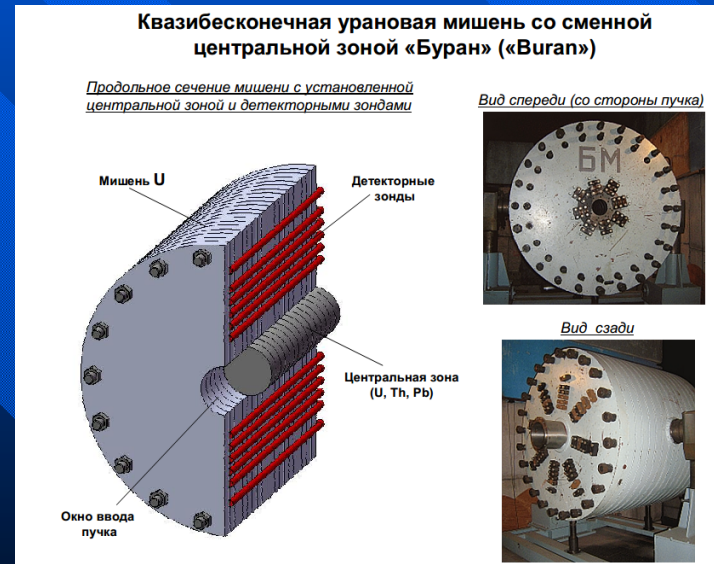 Квазибесконечная урановая мишень со сменной
центральной зоной «Буран» («Buran»)
Продольное сечение мишени с установленной
центральной зоной и детекторными зондами
Вид спереди (со стороны пучка)
БМ
Мишень U
Детекторные
зонды
Вид сзади
Центральная зона
(U, Th, Pb)
Окно ввода
пучка